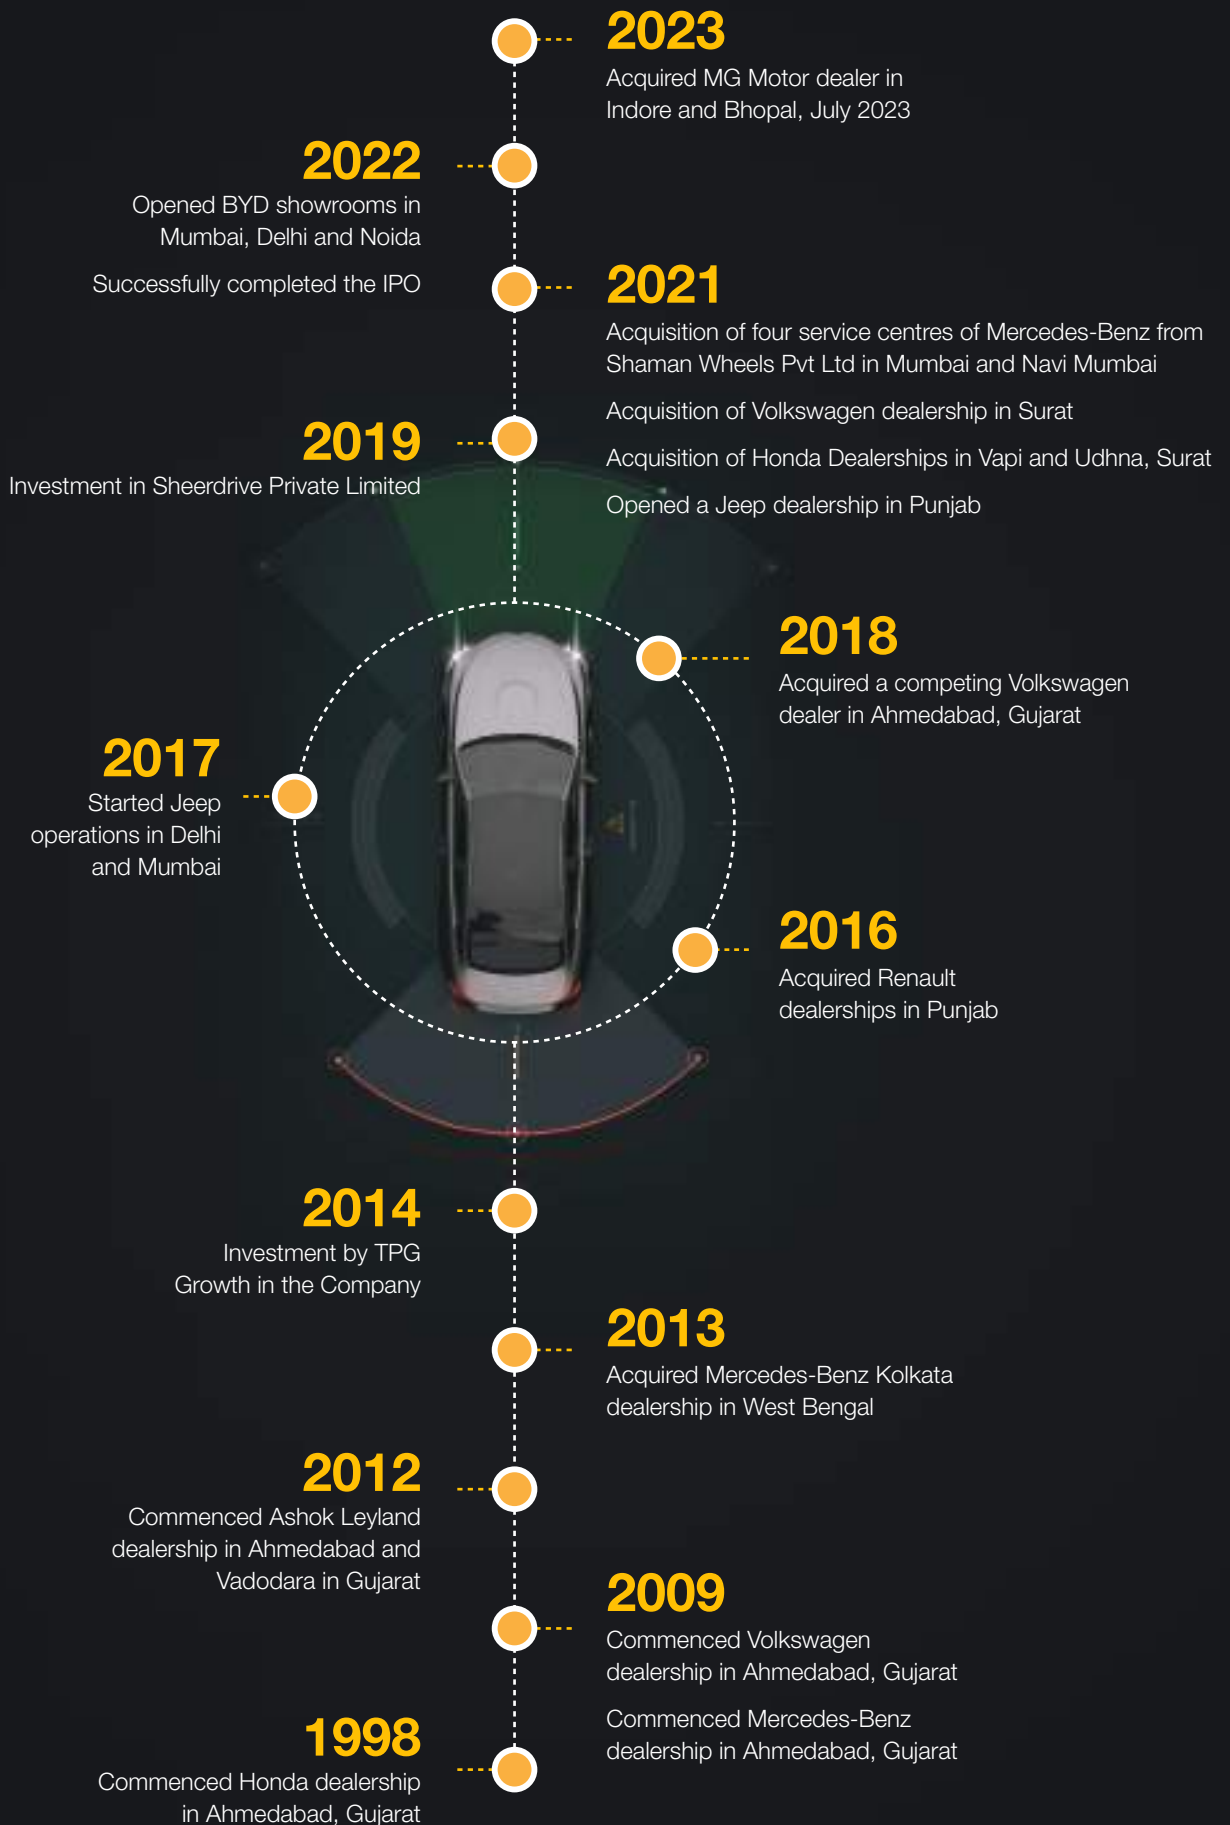 2023
Acquired MG Motor dealer in
Indore and Bhopal, July 2023
2022
Opened BYD showrooms in
Mumbai, Delhi and Noida
Successfully completed the IPO
2021
Acquisition of four service centres of Mercedes-Benz from
Shaman Wheels Pvt Ltd in Mumbai and Navi Mumbai
Acquisition of Volkswagen dealership in Surat
Acquisition of Honda Dealerships in Vapi and Udhna, Surat
Opened a Jeep dealership in Punjab
2019
Investment in Sheerdrive Private Limited
2018
Acquired a competing Volkswagen
dealer in Ahmedabad, Gujarat
2017
Started Jeep
operations in Delhi
and Mumbai
2016
Acquired Renault
dealerships in Punjab
2014
Investment by TPG
Growth in the Company
2013
Acquired Mercedes-Benz Kolkata
dealership in West Bengal
2012
Commenced Ashok Leyland
dealership in Ahmedabad and
Vadodara in Gujarat
2009
Commenced Volkswagen
dealership in Ahmedabad, Gujarat
Commenced Mercedes-Benz
dealership in Ahmedabad, Gujarat
1998
Commenced Honda dealership
in Ahmedabad, Gujarat